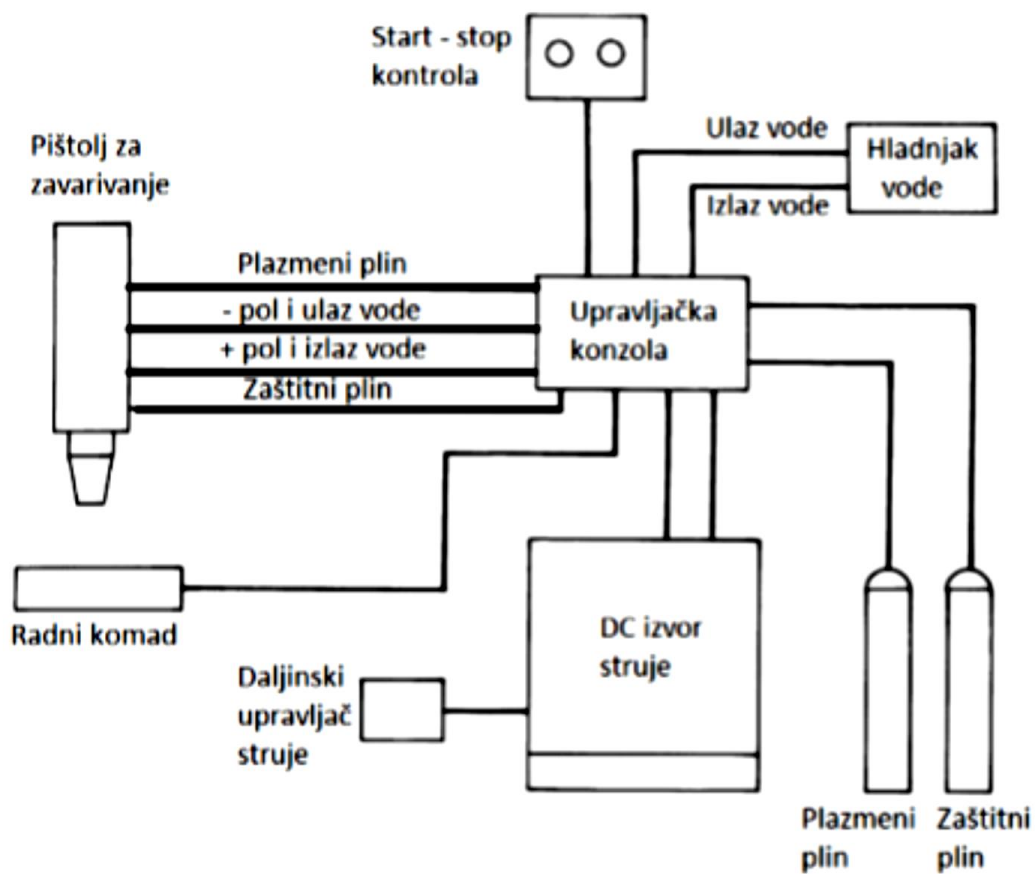 Start - stop
kontrola
Ulaz vode
Hladnjak
vode
Izlaz vode
Pištolj za
zavarivanje
Plazmeni plin
- pol i ulaz vode
+ pol i izlaz vode
Zaštitni plin
Upravljačka
konzola
Radni komad
DC izvor
struje
Daljinski
upravljač
struje
Plazmeni
plin
Zaštitni
plin